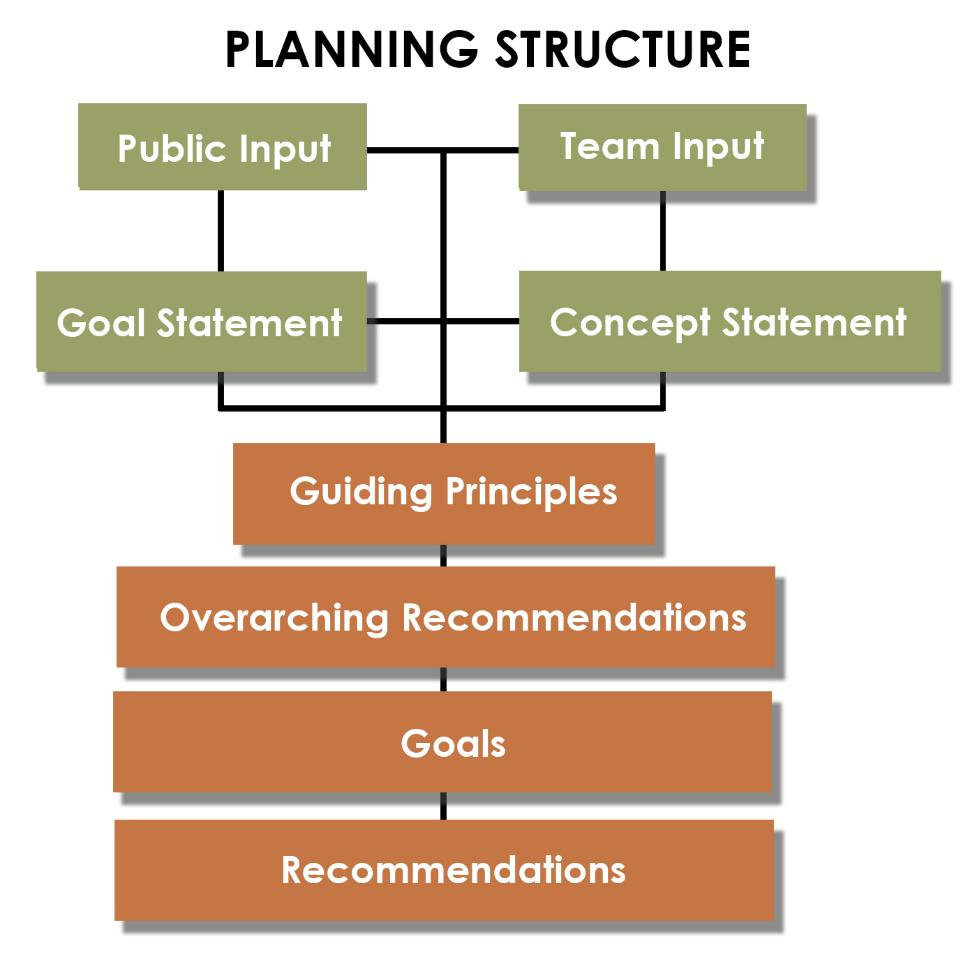 PLANNING STRUCTURE
Public Input
Team Input
Goal Statement
Concept Statement
Guiding Principles
Overarching Recommendations
Goals
Recommendations